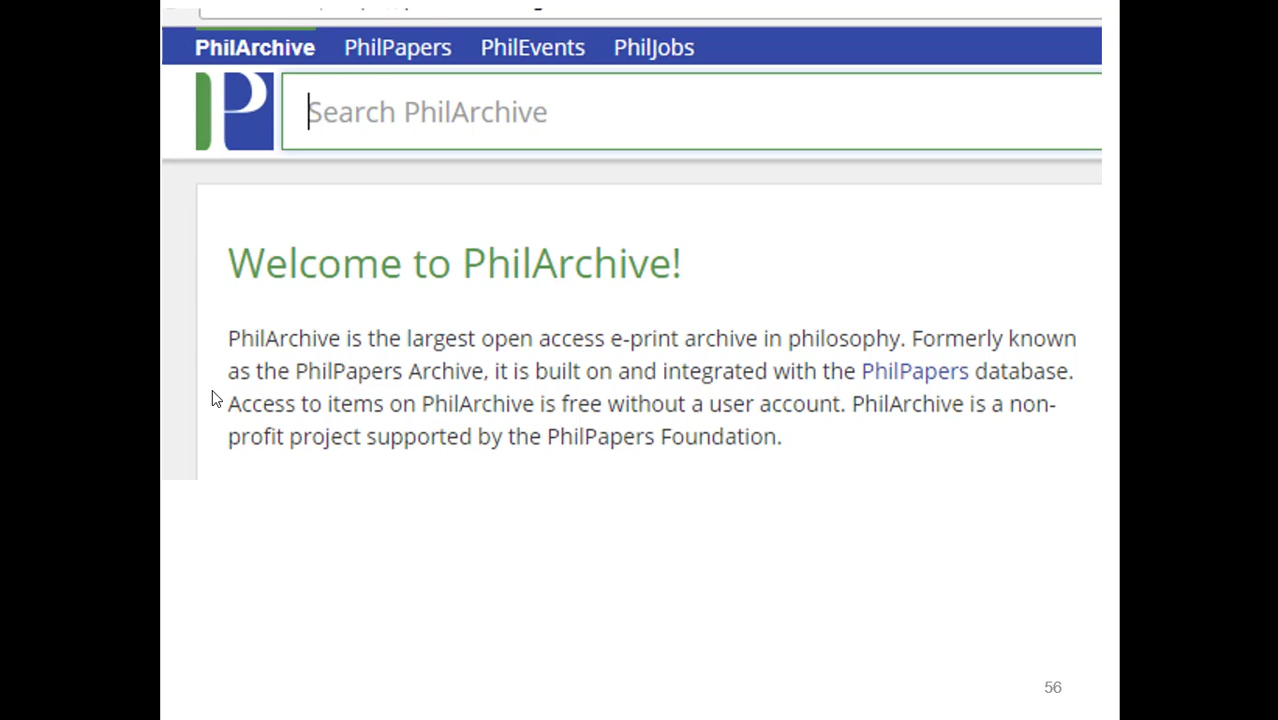 PhilArchive PhilPapers PhilEvents PhilJobs
P
Search PhilArchive
Welcome to PhilArchive!
PhilArchive is the largest open access e-print archive in philosophy. Formerly known
as the PhilPapers Archive, it is built on and integrated with the PhilPapers database.
Access to items on PhilArchive is free without a user account. PhilArchive is a non-
profit project supported by the PhilPapers Foundation.
56